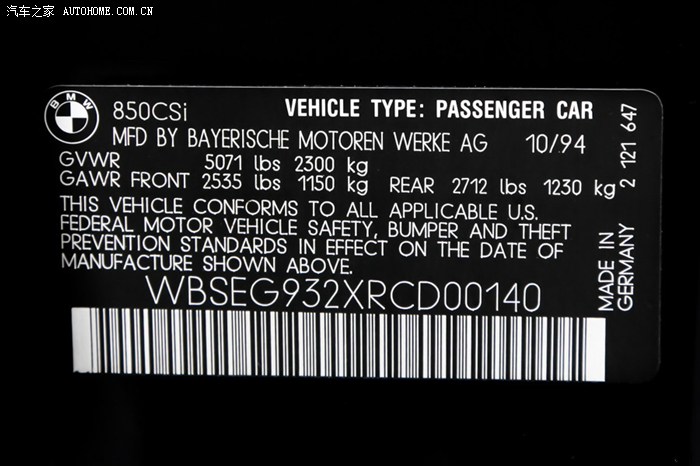 汽车之家 AUTOHOME.COM.CN
BMW
850CSi VEHICLE TYPE: PASSENGER CAR
MFD BY BAYERISCHE MOTOREN WERKE AG 10/94
GVWR 5071 lbs 2300 kg
GAWR FRONT 2535 lbs 1150 kg REAR 2712 lbs 1230 kg
THIS VEHICLE CONFORMS TO ALL APPLICABLE U.S.
FEDERAL MOTOR VEHICLE SAFETY, BUMPER AND THEFT
PREVENTION STANDARDS IN EFFECT ON THE DATE OF
MANUFACTURE SHOWN ABOVE.
WBSEG932XRCD00140
MADE IN
GERMANY 2 121 647